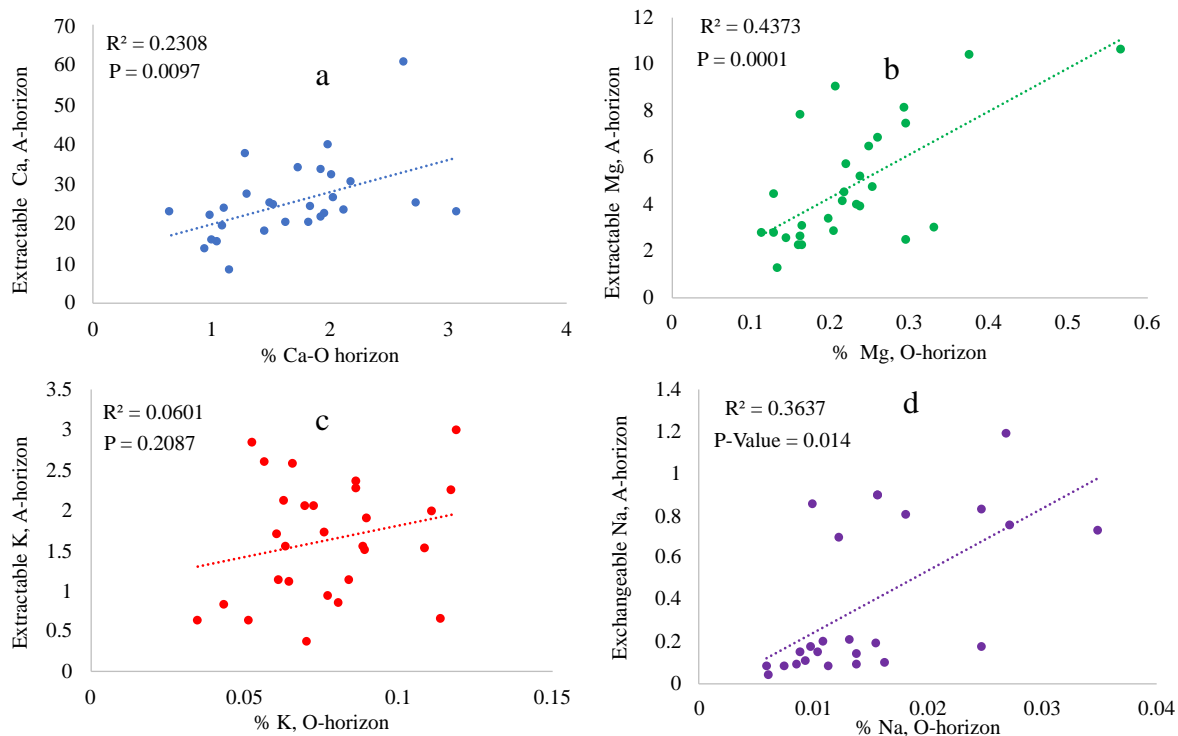 R² = 0.2308
P = 0.0097
a
Extractable Ca, A-horizon
70
60
50
40
30
20
10
0
0 1 2 3 4
% Ca-O horizon
R² = 0.4373
P = 0.0001
b
Extractable Mg, A-horizon
12
10
8
6
4
2
0
0 0.1 0.2 0.3 0.4 0.5 0.6
% Mg, O-horizon
R² = 0.0601
P = 0.2087
c
Extractable K, A-horizon
3.5
3
2.5
2
1.5
1
0.5
0
0 0.05 0.1 0.15
% K, O-horizon
R² = 0.3637
P-Value = 0.014
d
Exchangeable Na, A-horizon
1.4
1.2
1
0.8
0.6
0.4
0.2
0
0 0.01 0.02 0.03 0.04
% Na, O-horizon